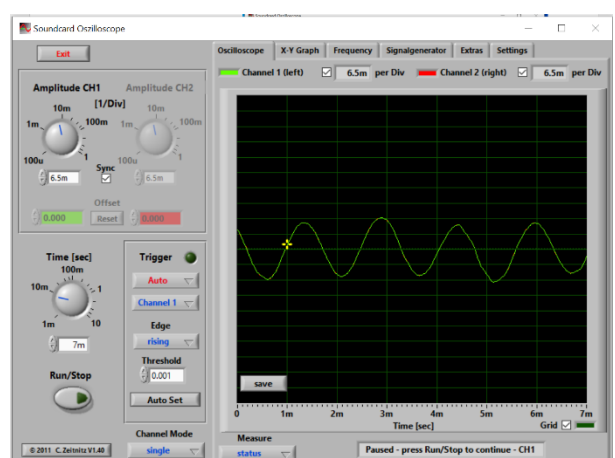 Soundcard Oszilloscope
Exit
Oscilloscope X-Y Graph Frequency Signalgenerator Extras Settings
Channel 1 (left) 6.5m per Div Channel 2 (right) 6.5m per Div
Amplitude CH1 Amplitude CH2
[1/Div]
10m 10m
1m 100m 1m 100m
100u 1 100u 1
Sync
6.5m 6.5m
Offset
0.000 Reset 0.000
Time [sec]
100m
10m 1
1m 10
7m
Run/Stop
Trigger
Auto
Channel 1
Edge
rising
Threshold
0.001
Auto Set
Channel Mode
single
save
0 1m 2m 3m 4m 5m 6m 7m
Time [sec] Grid
Measure
status
Paused - press Run/Stop to continue - CH1
© 2011 C.Zeitnitz V1.40